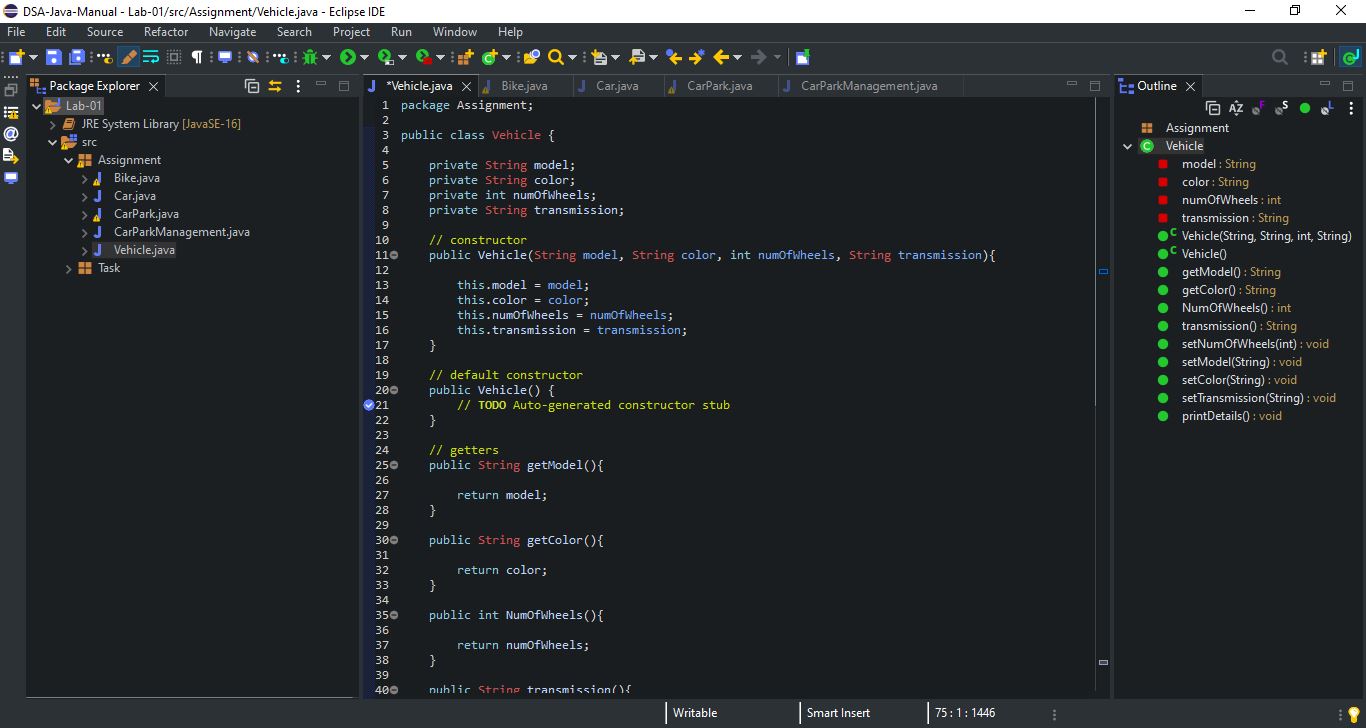 DSA-Java-Manual - Lab-01/src/Assignment/Vehicle.java - Eclipse IDE
File Edit Source Refactor Navigate Search Project Run Window Help
Package Explorer
Lab-01
JRE System Library [JavaSE-16]
src
Assignment
Bike.java
Car.java
CarPark.java
CarParkManagement.java
Vehicle.java
Task
*Vehicle.java Bike.java Car.java CarPark.java CarParkManagement.java
1 package Assignment;
2
3 public class Vehicle {
4
5 private String model;
6 private String color;
7 private int numOfWheels;
8 private String transmission;
9
10 // constructor
11 public Vehicle(String model, String color, int numOfWheels, String transmission){
12
13 this.model = model;
14 this.color = color;
15 this.numOfWheels = numOfWheels;
16 this.transmission = transmission;
17 }
18
19 // default constructor
20 public Vehicle() {
21 // TODO Auto-generated constructor stub
22 }
23
24 // getters
25 public String getModel(){
26
27 return model;
28 }
29
30 public String getColor(){
31
32 return color;
33 }
34
35 public int NumOfWheels(){
36
37 return numOfWheels;
38 }
39
40 public String transmission(){
Outline
Assignment
Vehicle
model : String
color : String
numOfWheels : int
transmission : String
Vehicle(String, String, int, String)
Vehicle()
getModel() : String
getColor() : String
NumOfWheels() : int
transmission() : String
setNumOfWheels(int) : void
setModel(String) : void
setColor(String) : void
setTransmission(String) : void
printDetails() : void
Writable Smart Insert 75 : 1 : 1446